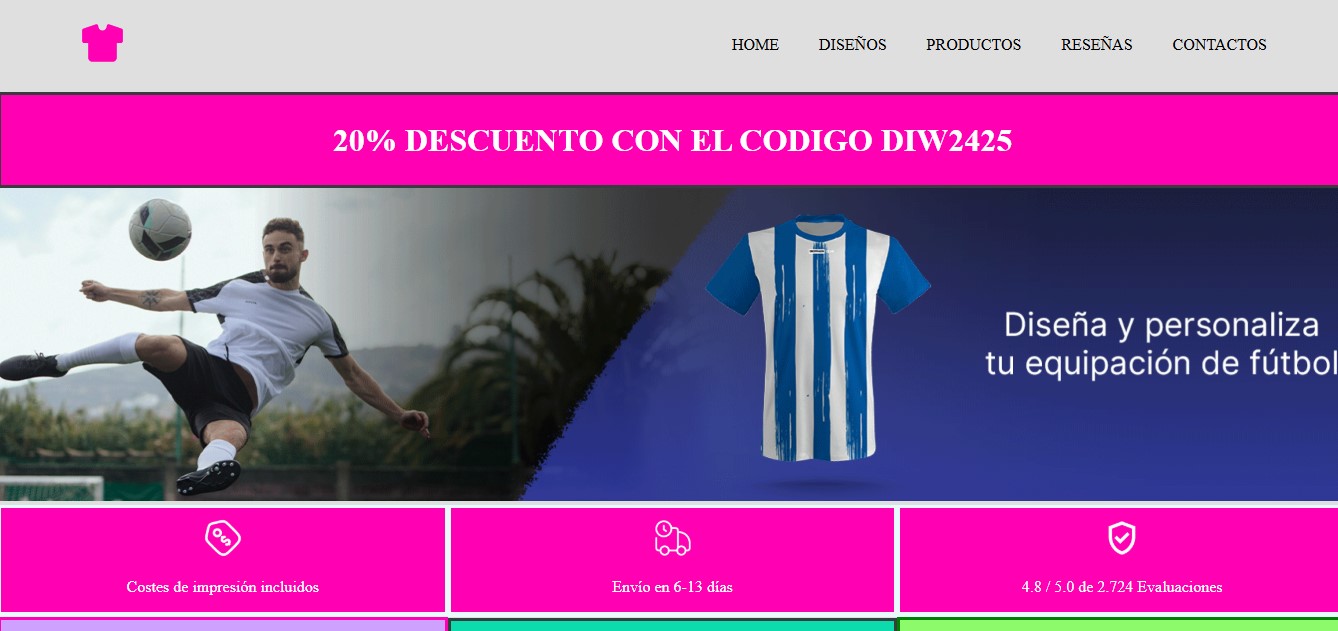 HOME DISEÑOS PRODUCTOS RESEÑAS CONTACTOS
20% DESCUENTO CON EL CODIGO DIW2425
Diseña y personaliza
tu equipación de fútbol
Costes de impresión incluidos
Envío en 6-13 días
4.8 / 5.0 de 2.724 Evaluaciones